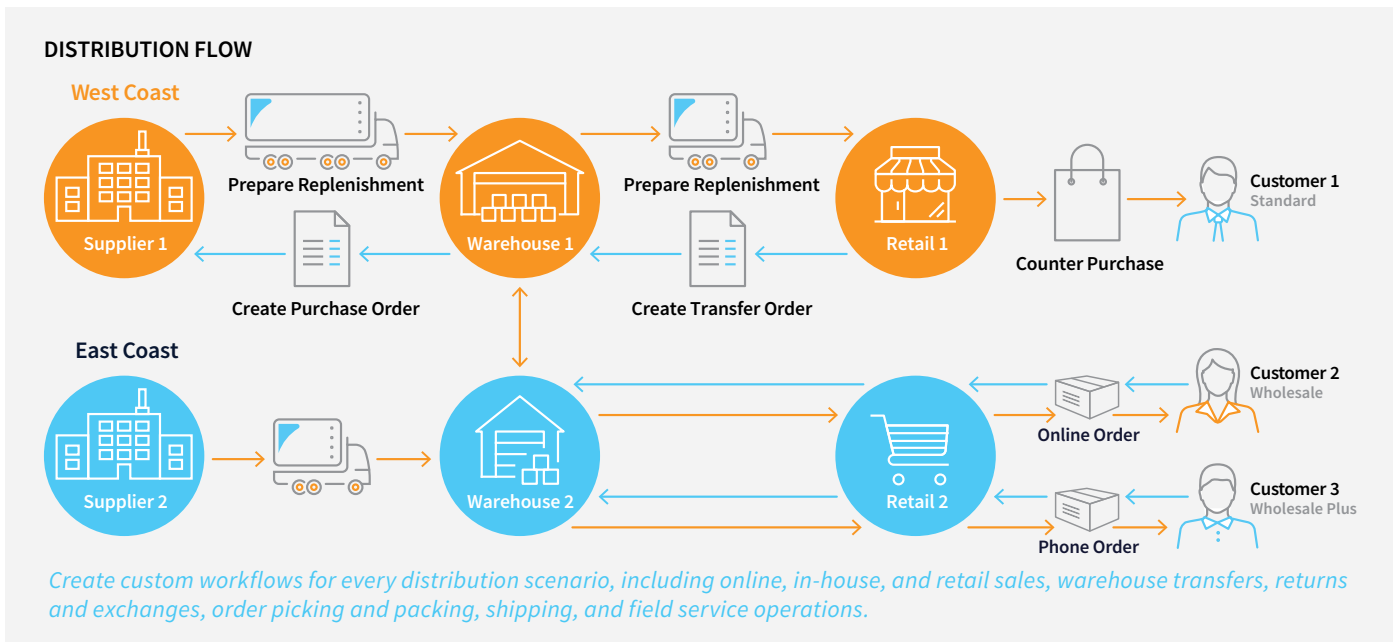 DISTRIBUTION FLOW
West Coast
Prepare Replenishment
Prepare Replenishment
Customer 1
Standard
Supplier 1
Warehouse 1
Retail 1
Counter Purchase
Create Purchase Order
Create Transfer Order
East Coast
Customer 2
Wholesale
Online Order
Supplier 2
Warehouse 2
Retail 2
Customer 3
Wholesale Plus
Phone Order
Create custom workflows for every distribution scenario, including online, in-house, and retail sales, warehouse transfers, returns
and exchanges, order picking and packing, shipping, and field service operations.